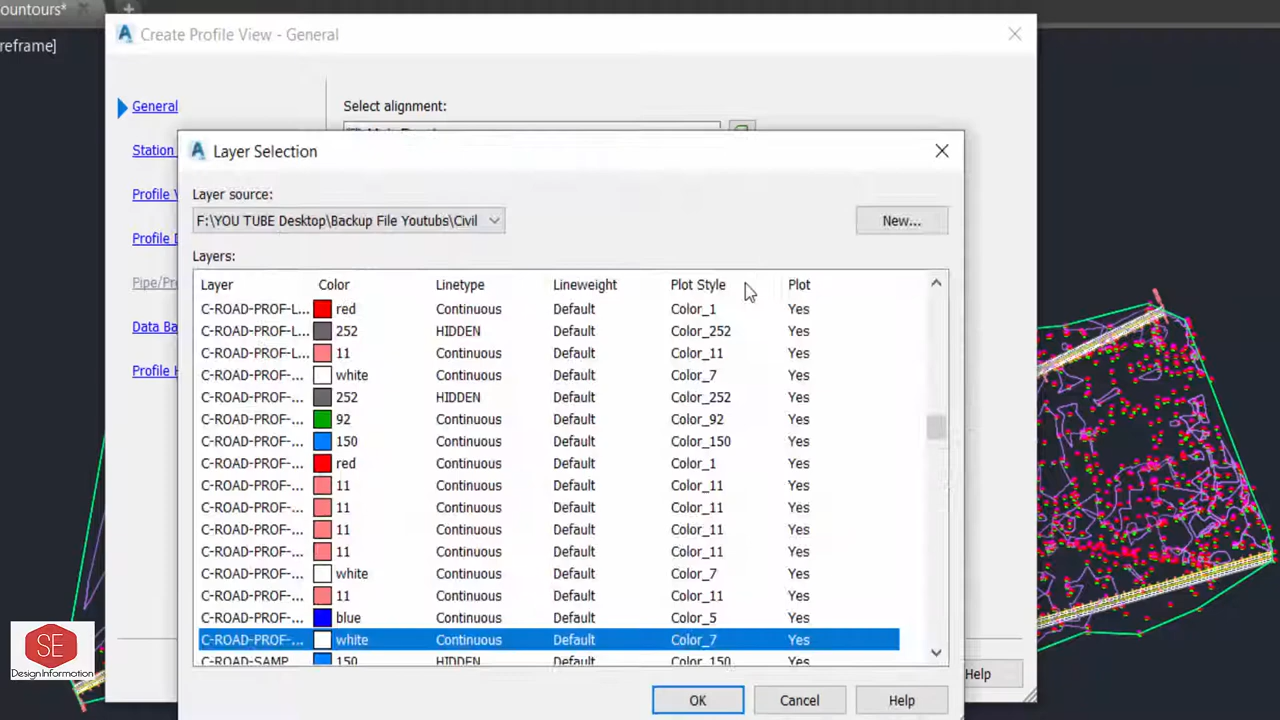 ountours*
reframe]
Create Profile View - General
General
Select alignment:
Station
Profile V
Profile D
Pipe/Pr
Data Ba
Profile H
Layer Selection
Layer source:
F:\YOU TUBE Desktop\Backup File Youtubs\Civil
New...
Layers:
Layer Color Linetype Lineweight Plot Style Plot
C-ROAD-PROF-L... red Continuous Default Color_1 Yes
C-ROAD-PROF-L... 252 HIDDEN Default Color_252 Yes
C-ROAD-PROF-L... 11 Continuous Default Color_11 Yes
C-ROAD-PROF-... white Continuous Default Color_7 Yes
C-ROAD-PROF-... 252 HIDDEN Default Color_252 Yes
C-ROAD-PROF-... 92 Continuous Default Color_92 Yes
C-ROAD-PROF-... 150 Continuous Default Color_150 Yes
C-ROAD-PROF-... red Continuous Default Color_1 Yes
C-ROAD-PROF-... 11 Continuous Default Color_11 Yes
C-ROAD-PROF-... 11 Continuous Default Color_11 Yes
C-ROAD-PROF-... 11 Continuous Default Color_11 Yes
C-ROAD-PROF-... 11 Continuous Default Color_11 Yes
C-ROAD-PROF-... white Continuous Default Color_7 Yes
C-ROAD-PROF-... 11 Continuous Default Color_11 Yes
C-ROAD-PROF-... blue Continuous Default Color_5 Yes
C-ROAD-PROF-... white Continuous Default Color_7 Yes
C-ROAD-SAMP 150 HIDDEN Default Color_150 Yes
OK Cancel Help
Help
SE
Design Information